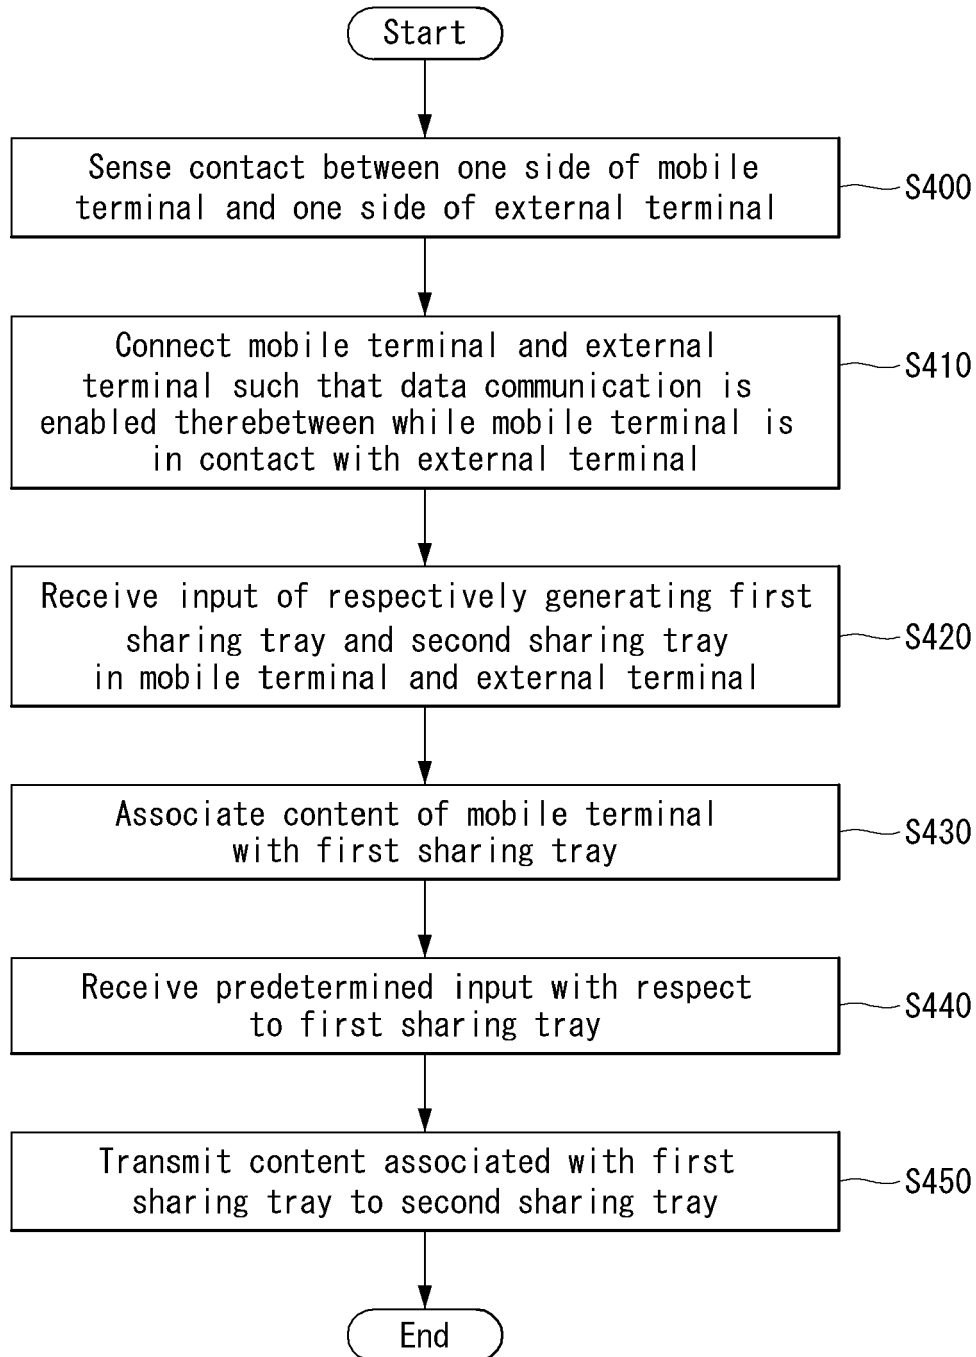 Start
Sense contact between one side of mobile
terminal and one side of external terminal
S400
Connect mobile terminal and external
terminal such that data communication is
enabled therebetween while mobile terminal is
in contact with external terminal
S410
Receive input of respectively generating first
sharing tray and second sharing tray
in mobile terminal and external terminal
S420
Associate content of mobile terminal
with first sharing tray
S430
Receive predetermined input with respect
to first sharing tray
S440
Transmit content associated with first
sharing tray to second sharing tray
S450
End